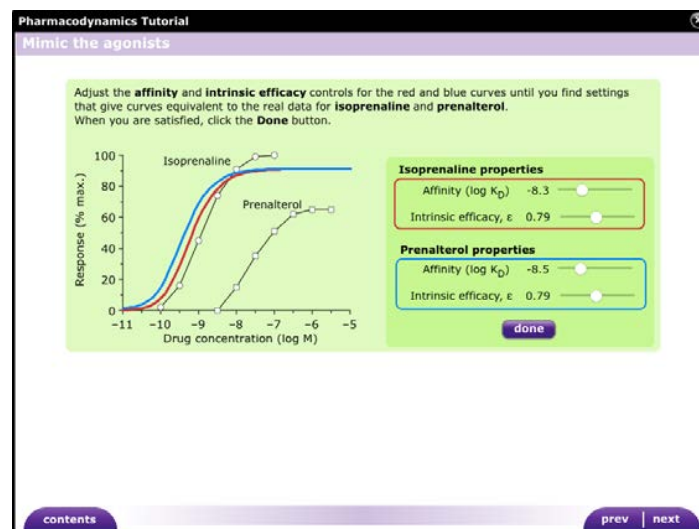 Pharmacodynamics Tutorial
Mimic the agonists
Adjust the affinity and intrinsic efficacy controls for the red and blue curves until you find settings
that give curves equivalent to the real data for isoprenaline and prenalterol.
When you are satisfied, click the Done button.
100
80
60
40
20
0
Response (% max.)
Isoprenaline
Prenalterol
-11 -10 -9 -8 -7 -6 -5
Drug concentration (log M)
Isoprenaline properties
Affinity (log KD) -8.3
Intrinsic efficacy, ε 0.79
Prenalterol properties
Affinity (log KD) -8.5
Intrinsic efficacy, ε 0.79
done
contents
prev next